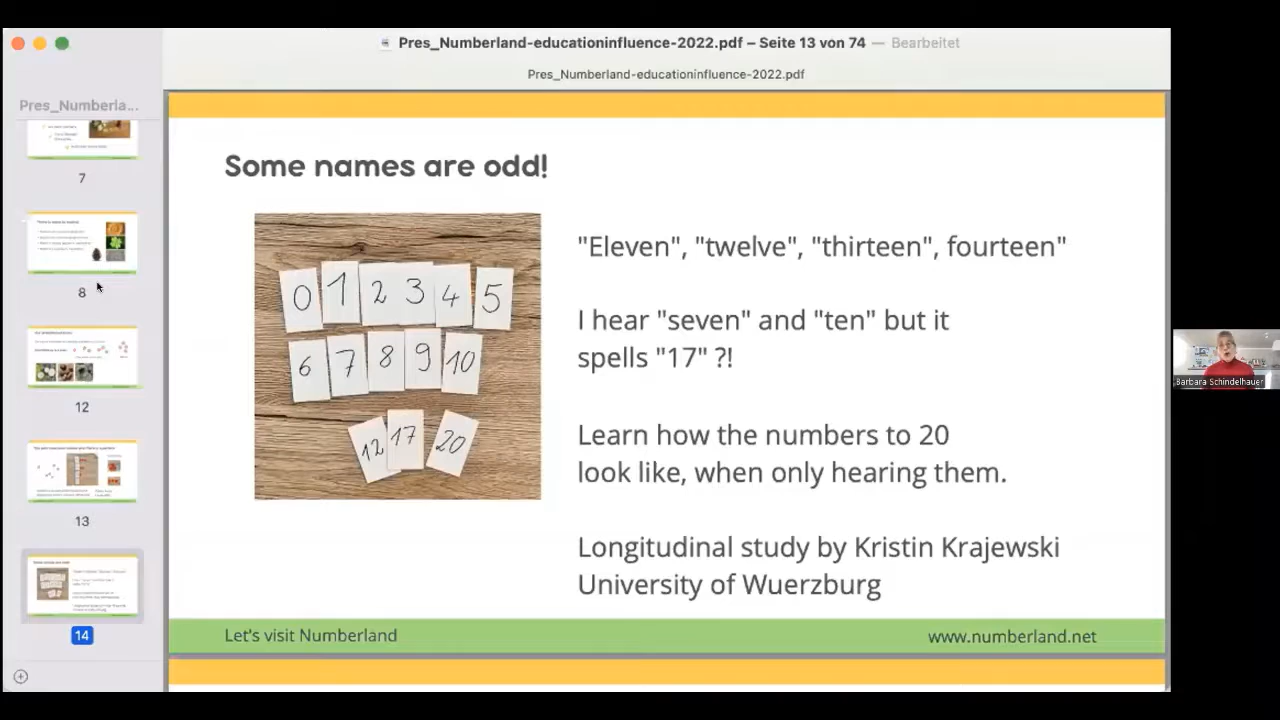 Pres_Numberland-educationinfluence-2022.pdf – Seite 13 von 74 — Bearbeitet
Pres_Numberland-educationinfluence-2022.pdf
Pres_Numberla...
7
8
12
13
14
Some names are odd!
0 1 2 3 4 5
6 7 8 9 10
12 17 20
"Eleven", "twelve", "thirteen", fourteen"
I hear "seven" and "ten" but it
spells "17" ?!
Learn how the numbers to 20
look like, when only hearing them.
Longitudinal study by Kristin Krajewski
University of Wuerzburg
Let's visit Numberland
www.numberland.net
Barbara Schindelhauer